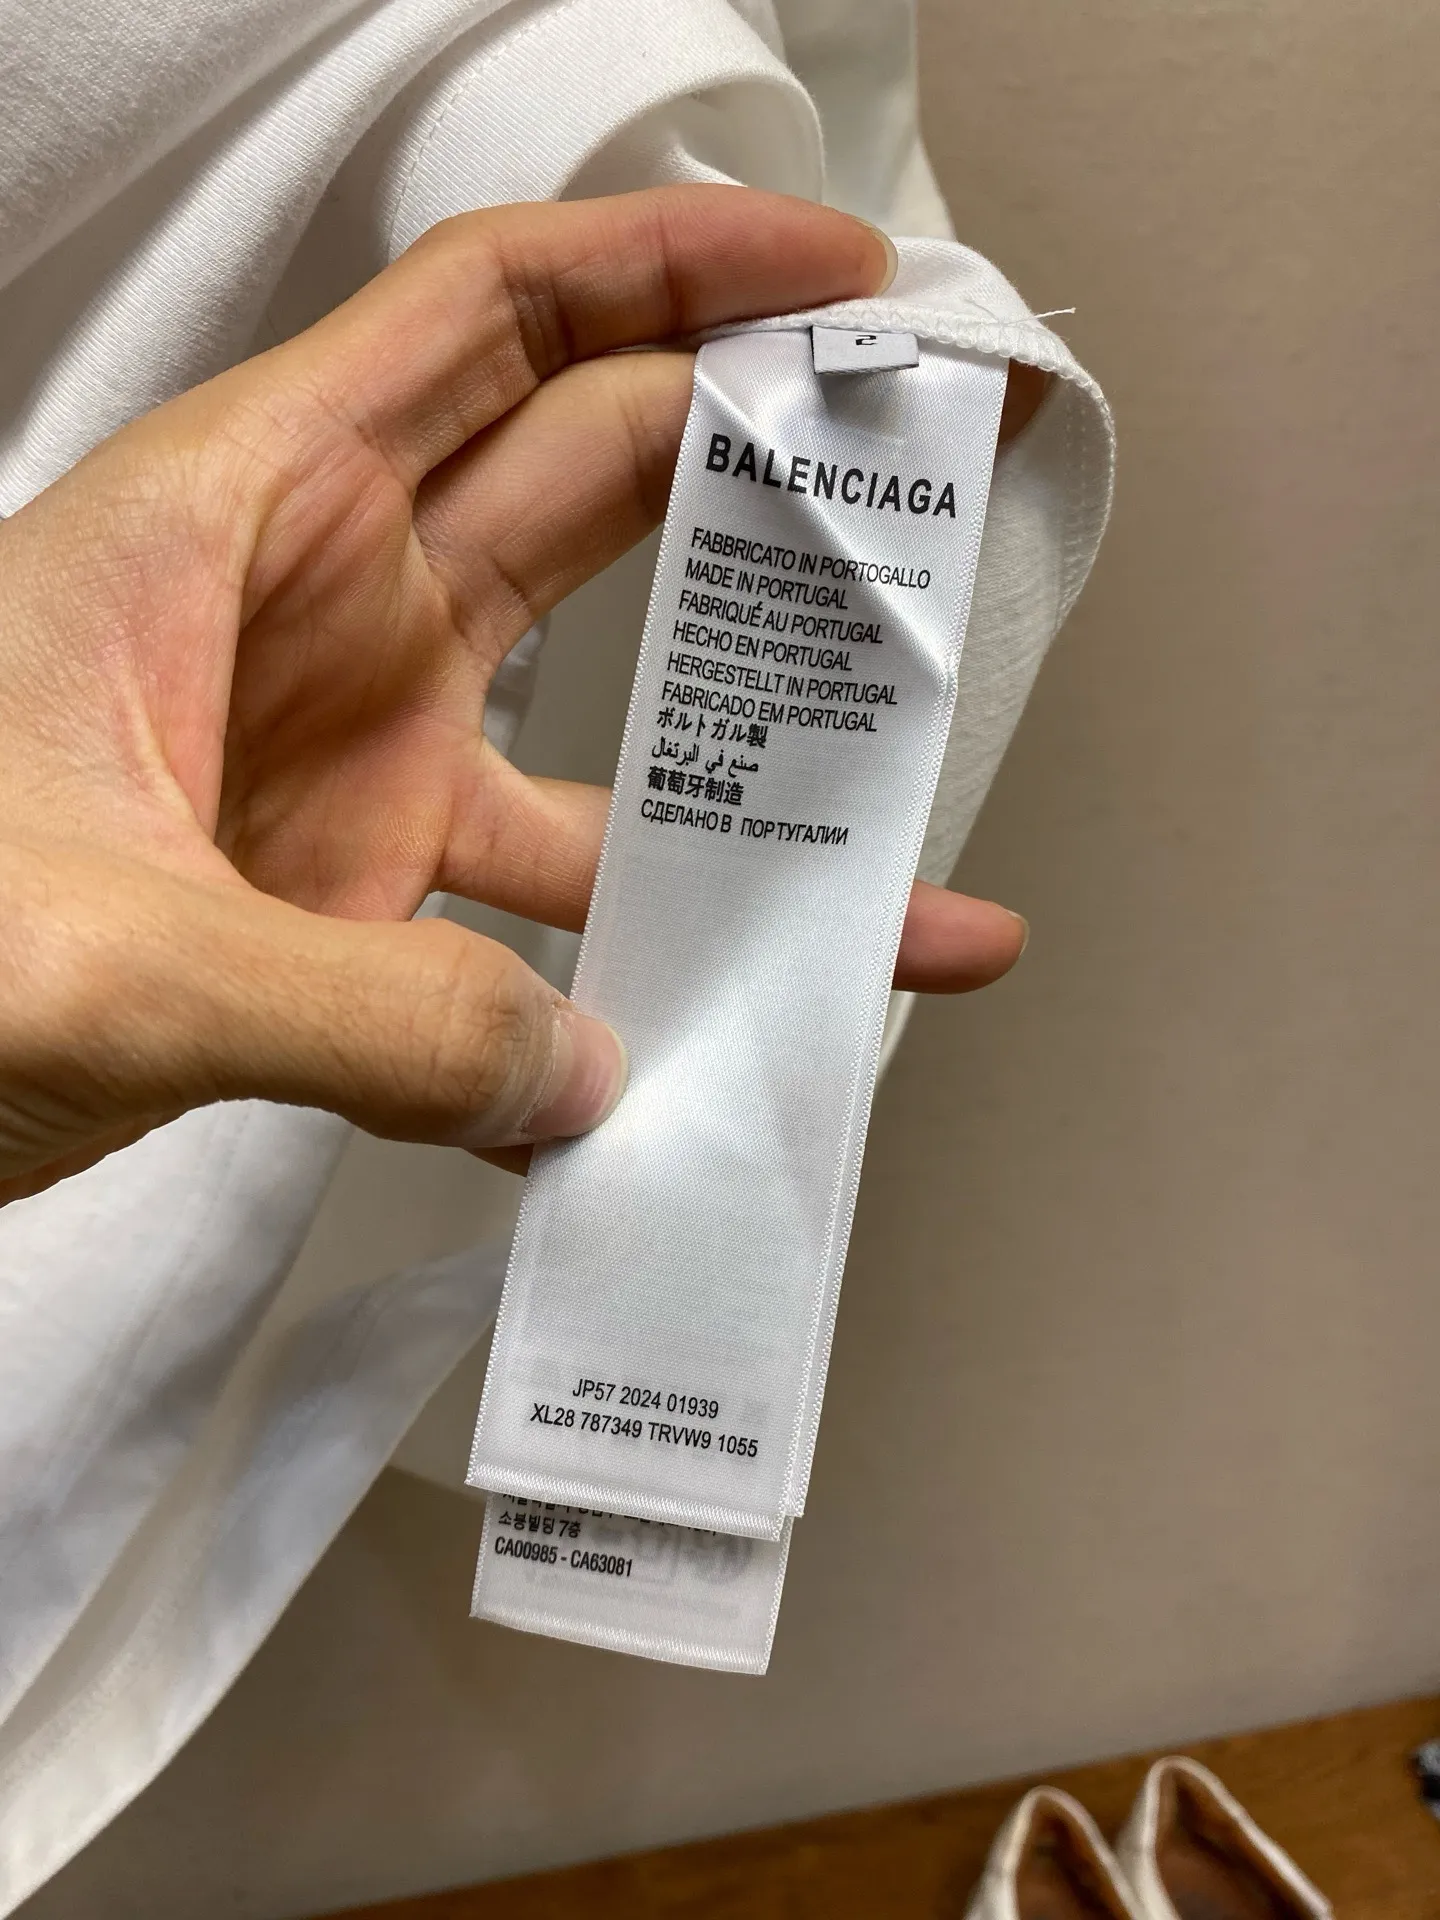 2
BALENCIAGA
FABBRICATO IN PORTOGALLO
MADE IN PORTUGAL
FABRIQUÉ AU PORTUGAL
HECHO EN PORTUGAL
HERGESTELLT IN PORTUGAL
FABRICADO EM PORTUGAL
ボルトガル製
صنع في البرتغال
葡萄牙制造
СДЕЛАНО В ПОРТУГАЛИИ
JP57 2024 01939
XL28 787349 TRVW9 1055
소봉빌딩 7층
CA00985 - CA63081